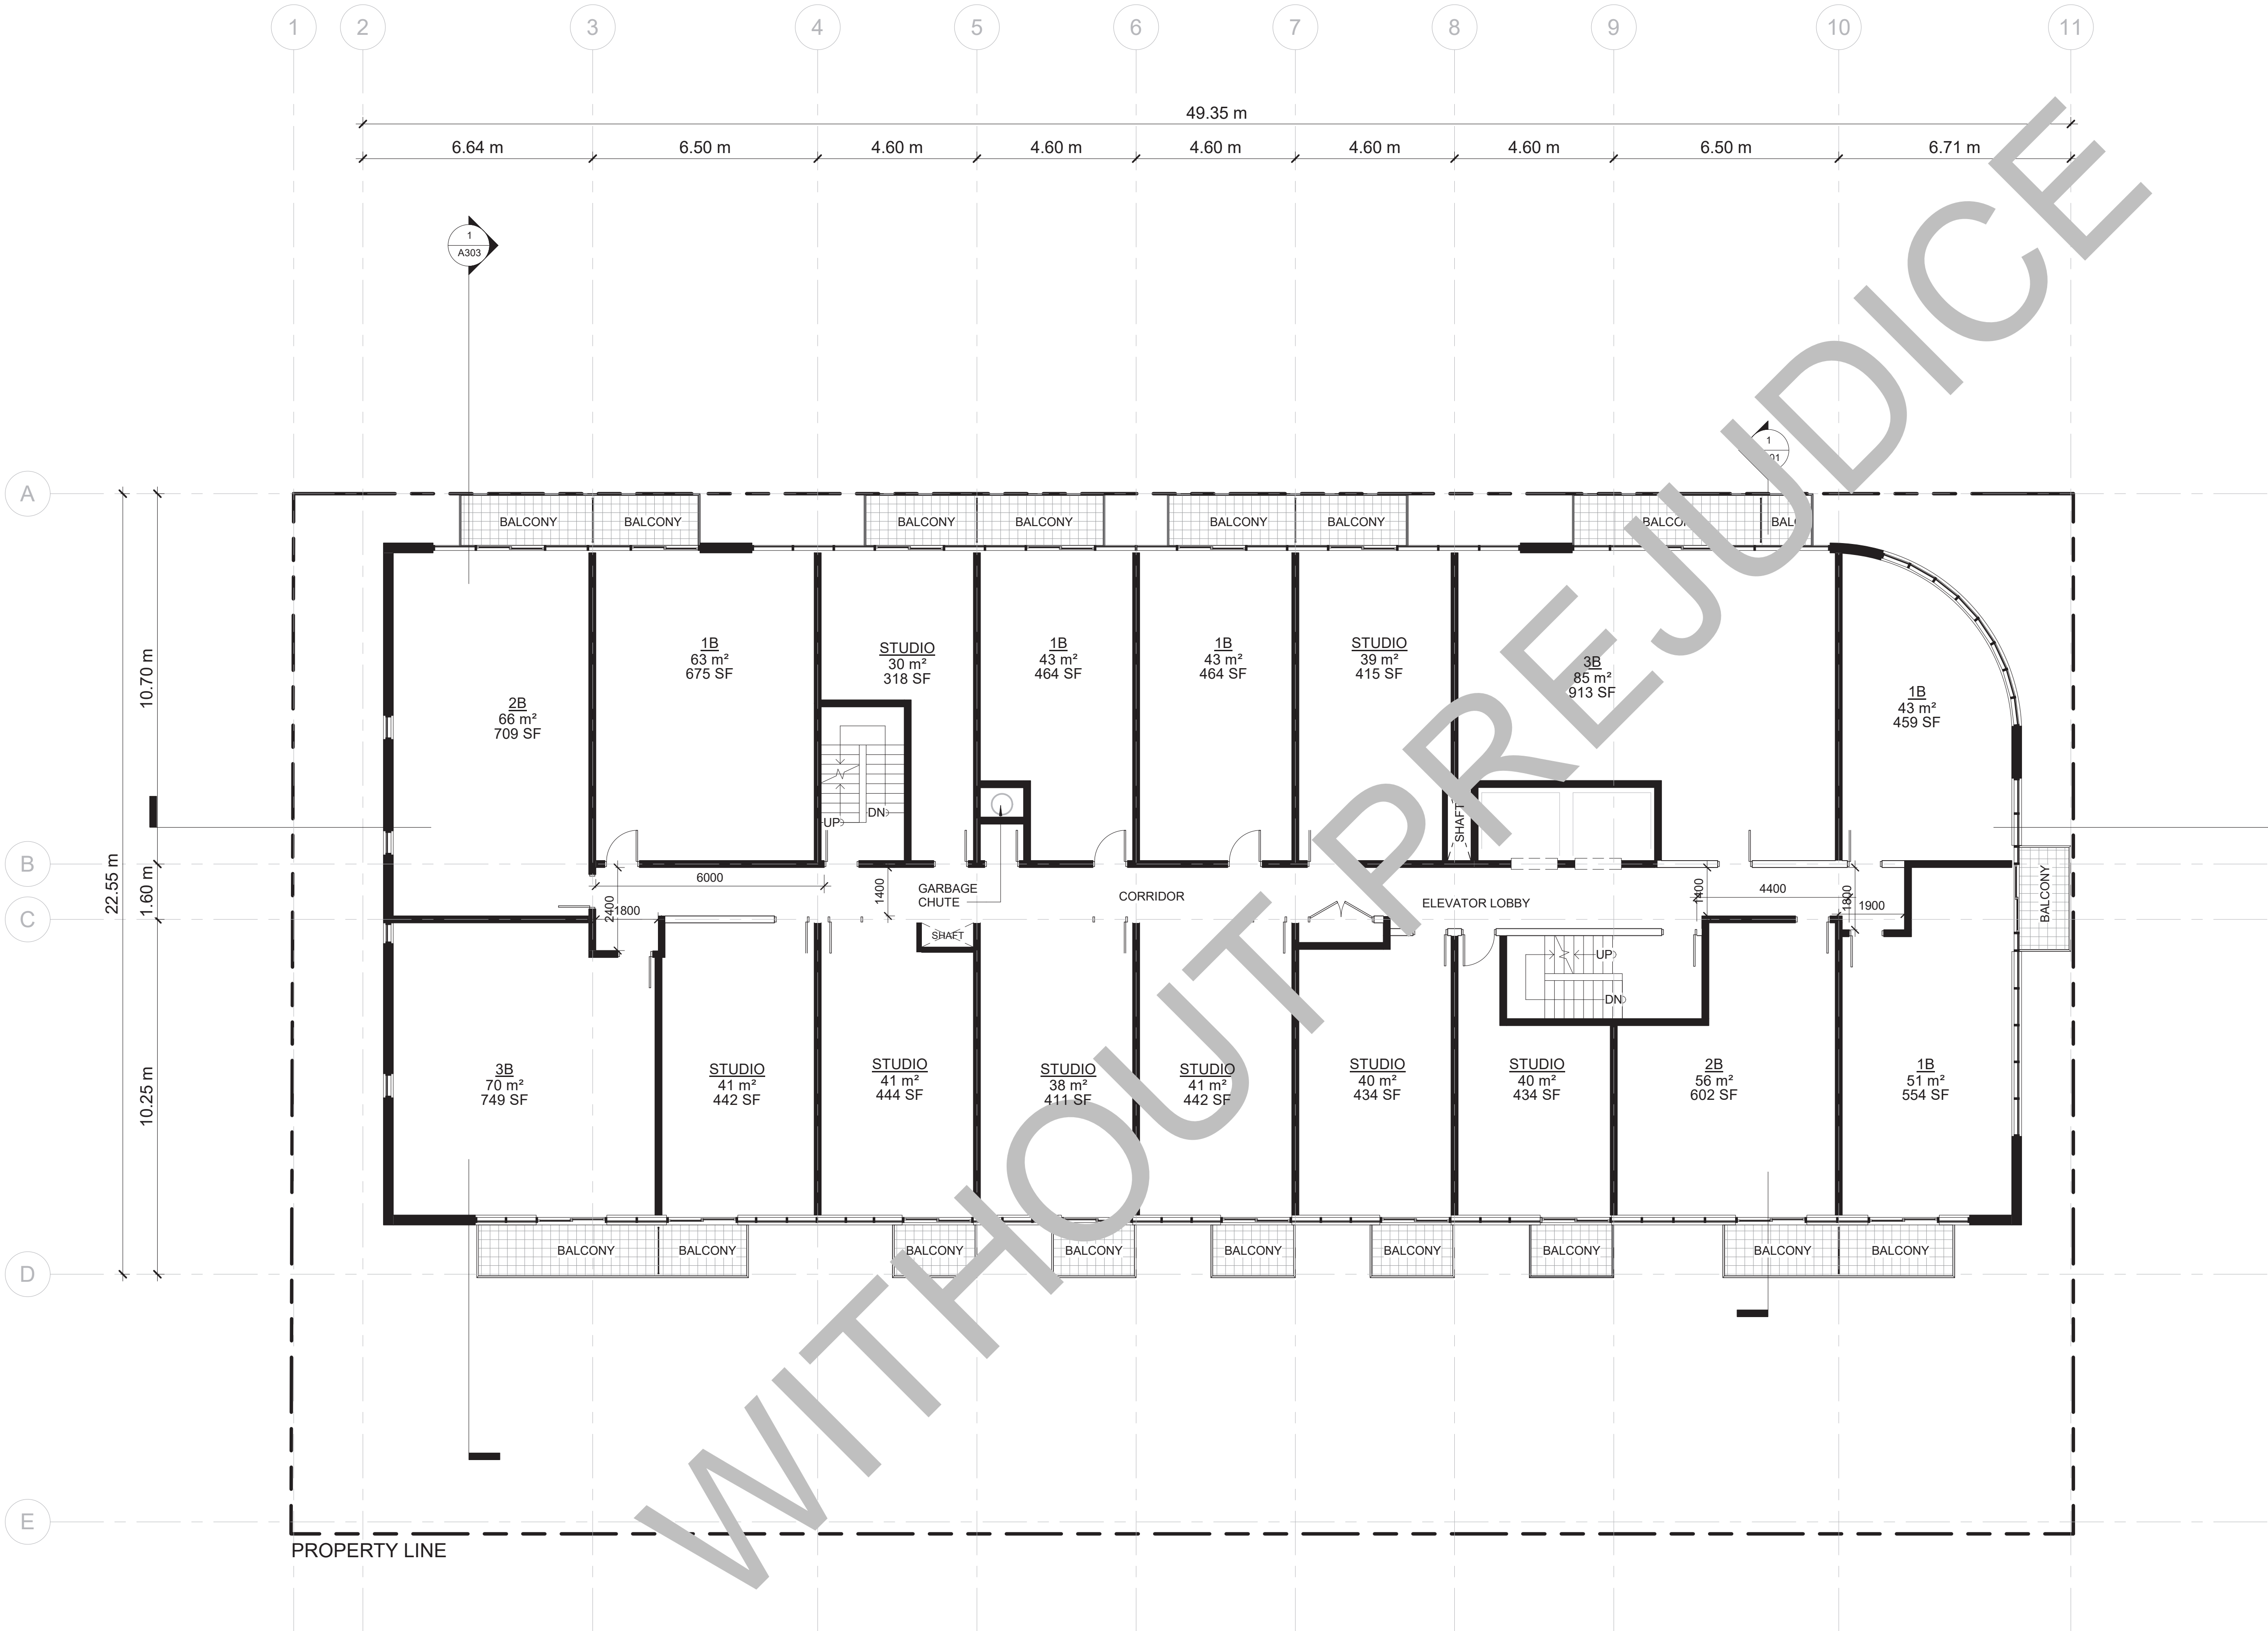 1 2 3 4 5 6 7 8 9 10 11
49.35 m
6.64 m 6.50 m 4.60 m 4.60 m 4.60 m 4.60 m 4.60 m 6.50 m 6.71 m
1
A303
1
A
BALCONY BALCONY BALCONY BALCONY BALCONY BALCONY
10.70 m
1B
63 m²
675 SF
STUDIO
30 m²
318 SF
1B
43 m²
464 SF
1B
43 m²
464 SF
STUDIO
39 m²
415 SF
3B
85 m²
913 SF
2B
66 m²
709 SF
1B
43 m²
459 SF
UP
DN
SHAFT
B
22.55 m
1.60 m
C
6000
1400
2400
1800
GARBAGE
CHUTE
CORRIDOR
ELEVATOR LOBBY
1400
4400
1800
1900
BALCONY
SHAFT
UP
DN
10.25 m
3B
70 m²
749 SF
STUDIO
41 m²
442 SF
STUDIO
41 m²
444 SF
STUDIO
38 m²
411 SF
STUDIO
41 m²
442 SF
STUDIO
40 m²
434 SF
STUDIO
40 m²
434 SF
2B
56 m²
602 SF
1B
51 m²
554 SF
BALCONY BALCONY BALCONY BALCONY BALCONY BALCONY BALCONY BALCONY BALCONY
D
E
PROPERTY LINE
WITHOUT PREJUDICE